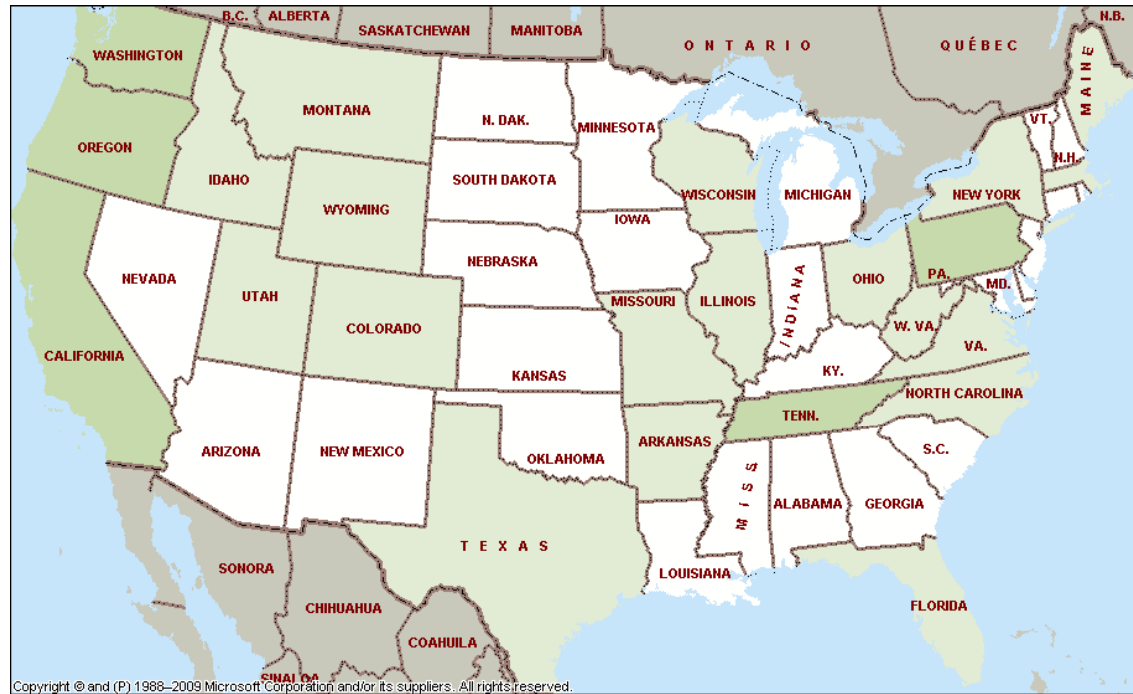 B.C.
ALBERTA
SASKATCHEWAN
MANITOBA
ONTARIO
QUÉBEC
N.B.
WASHINGTON
MONTANA
N. DAK.
MINNESOTA
VT.
MAINE
OREGON
IDAHO
SOUTH DAKOTA
N.H.
WYOMING
WISCONSIN
MICHIGAN
NEW YORK
IOWA
NEVADA
NEBRASKA
PA.
OHIO
MD.
UTAH
COLORADO
MISSOURI
ILLINOIS
INDIANA
W. VA.
VA.
CALIFORNIA
KANSAS
KY.
NORTH CAROLINA
TENN.
ARIZONA
NEW MEXICO
OKLAHOMA
ARKANSAS
S.C.
MISS
ALABAMA
GEORGIA
TEXAS
LOUISIANA
SONORA
CHIHUAHUA
FLORIDA
COAHUILA
SINALOA
Copyright © and (P) 1988–2009 Microsoft Corporation and/or its suppliers. All rights reserved.